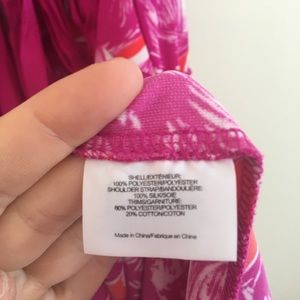 SHELL/EXTÉRIEUR:
100% POLYESTER/POLYESTER
SHOULDER STRAP/BANDOULIÈRE:
100% SILK/SOIE
TRIMS/GARNITURE:
80% POLYESTER/POLYESTER
20% COTTON/COTON
Made in China/Fabriqué en Chine